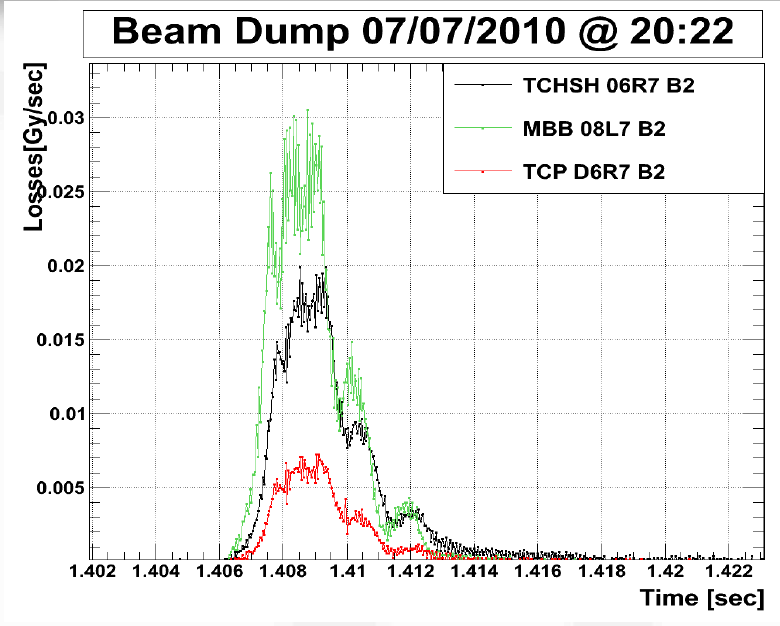 Beam Dump 07/07/2010 @ 20:22
Losses[Gy/sec]
TCHSH 06R7 B2
MBB 08L7 B2
TCP D6R7 B2
0.03
0.025
0.02
0.015
0.01
0.005
1.402 1.404 1.406 1.408 1.41 1.412 1.414 1.416 1.418 1.42 1.422
Time [sec]